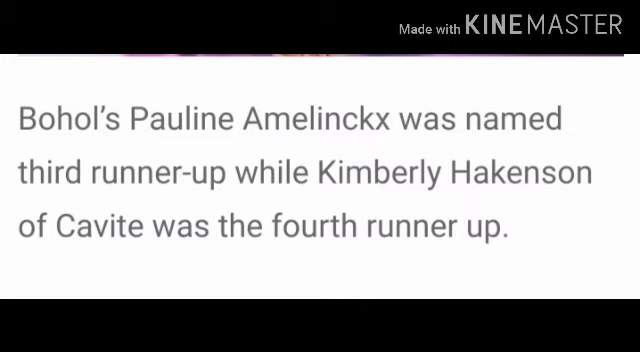 Made with KINEMASTER
Bohol’s Pauline Amelinckx was named
third runner-up while Kimberly Hakenson
of Cavite was the fourth runner up.